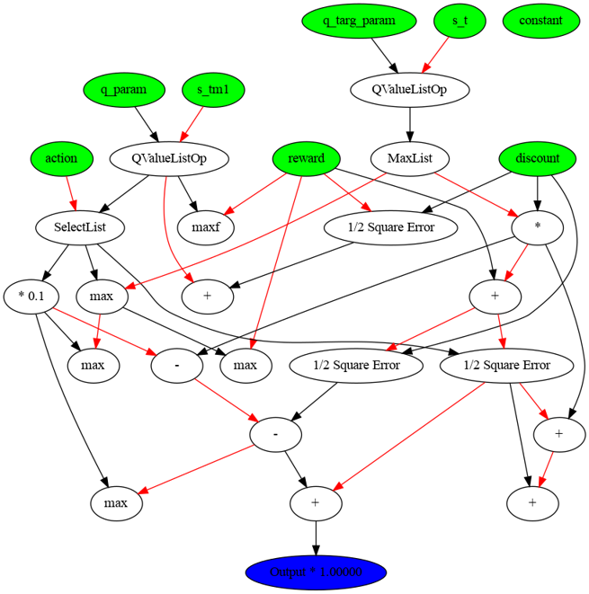 q_targ_param
s_t
constant
q_param
s_tm1
QValueListOp
action
QValueListOp
reward
MaxList
discount
SelectList
maxf
1/2 Square Error
*
* 0.1
max
+
+
max
-
max
1/2 Square Error
1/2 Square Error
-
+
max
+
+
Output * 1.00000